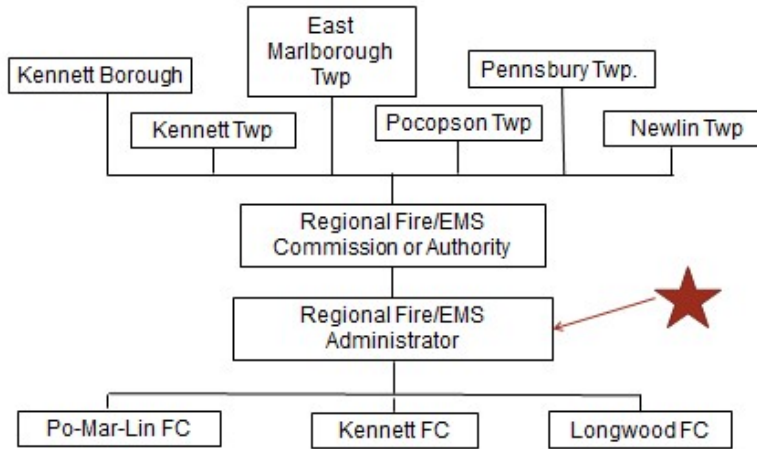 East
Marlborough
Twp
Kennett Borough
Pennsbury Twp.
Kennett Twp
Pocopson Twp
Newlin Twp
Regional Fire/EMS
Commission or Authority
Regional Fire/EMS
Administrator
Po-Mar-Lin FC
Kennett FC
Longwood FC